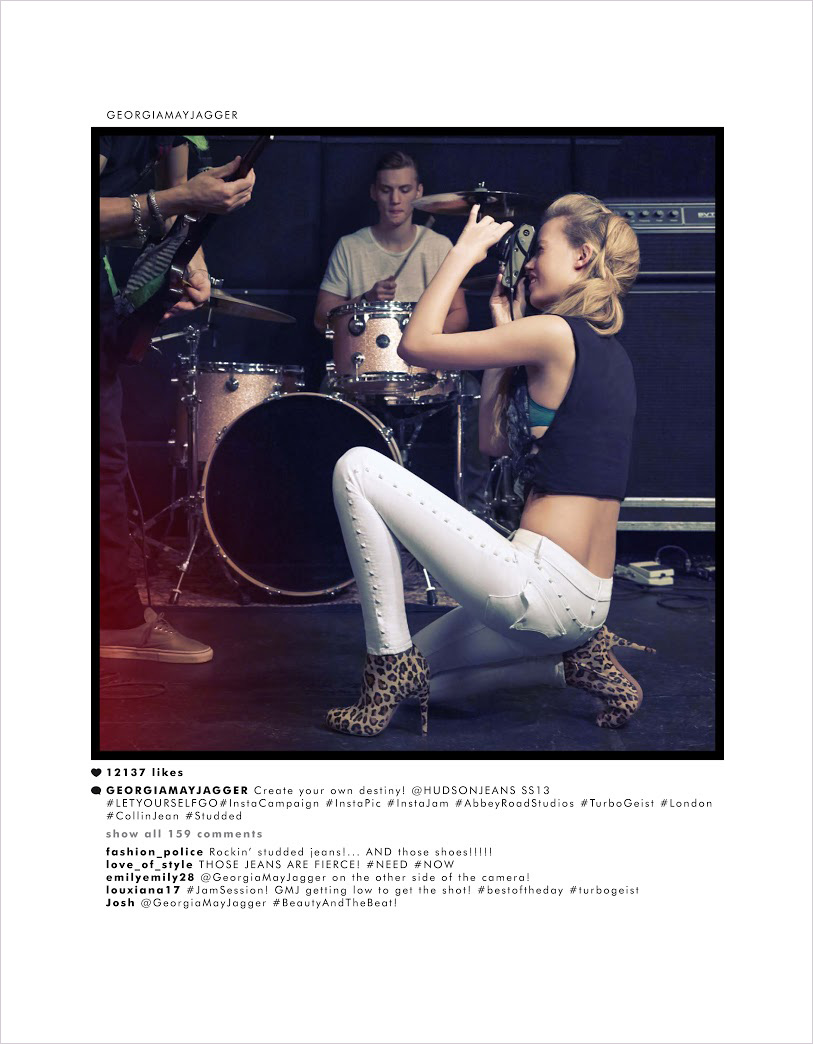 GEORGIAMAYJAGGER
SVT
12137 likes
GEORGIAMAYJAGGER Create your own destiny! @HUDSONJEANS SS13
#LETYOURSELFGO#InstaCampaign #InstaPic #InstaJam #AbbeyRoadStudios #TurboGeist #London
#CollinJean #Studded
show all 159 comments
fashion_police Rockin' studded jeans!... AND those shoes!!!!!
love_of_style THOSE JEANS ARE FIERCE! #NEED #NOW
emilyemily28 @GeorgiaMayJagger on the other side of the camera!
louxiana17 #JamSession! GMJ getting low to get the shot! #bestoftheday #turbogeist
Josh @GeorgiaMayJagger #BeautyAndTheBeat!